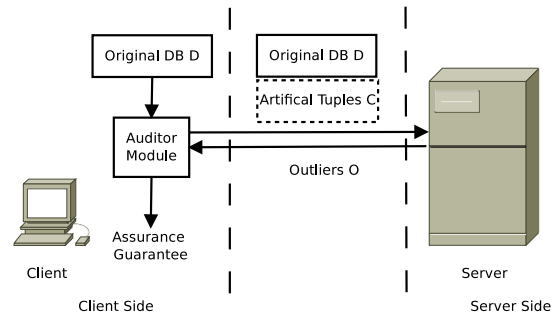 Original DB D
Original DB D
Artifical Tuples C
Auditor
Module
Outliers O
Assurance
Guarantee
Client
Server
Client Side
Server Side